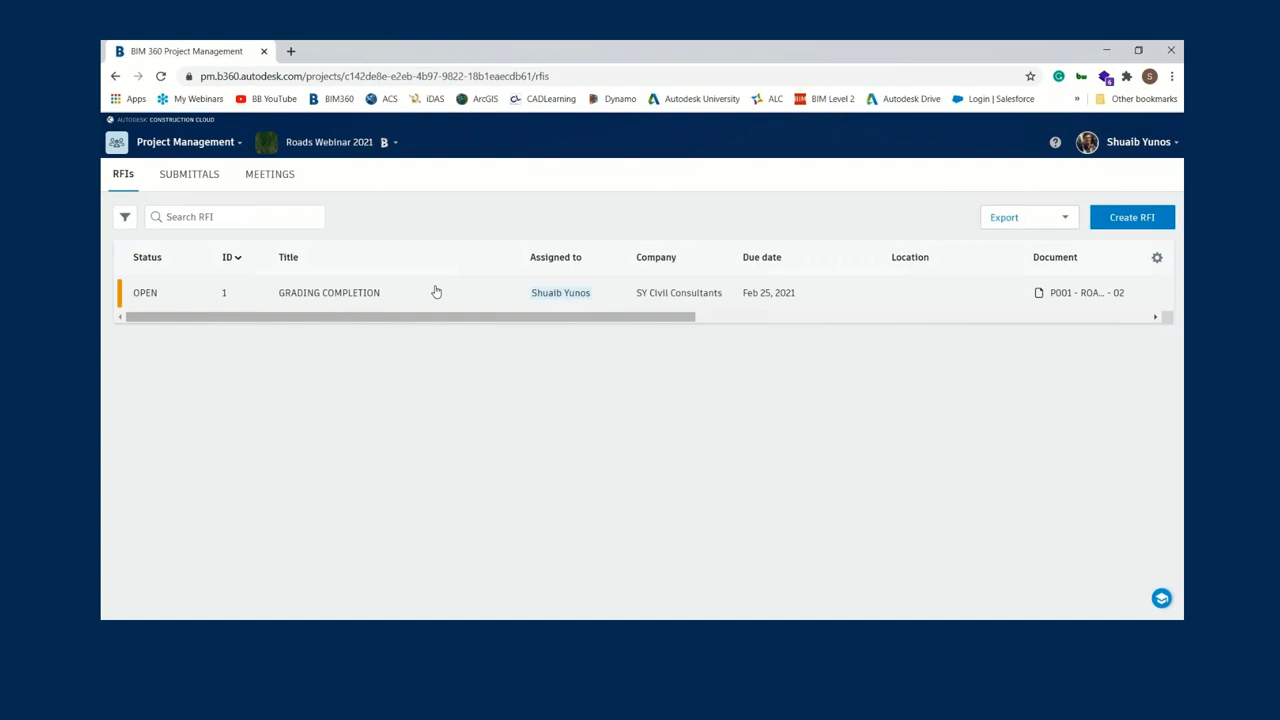 BIM 360 Project Management
pm.b360.autodesk.com/projects/c142de8e-e2eb-4b97-9822-18b1eaecdb61/rfis
S
Apps My Webinars BB YouTube BIM360 ACS iDAS ArcGIS CADLearning Dynamo Autodesk University ALC BIM Level 2 Autodesk Drive Login | Salesforce » Other bookmarks
AUTODESK CONSTRUCTION CLOUD
Project Management Roads Webinar 2021 B Shuaib Yunos
RFIs SUBMITTALS MEETINGS
Search RFI Export Create RFI
Status ID Title Assigned to Company Due date Location Document
OPEN 1 GRADING COMPLETION Shuaib Yunos SY Civil Consultants Feb 25, 2021 P001 - ROA... - 02